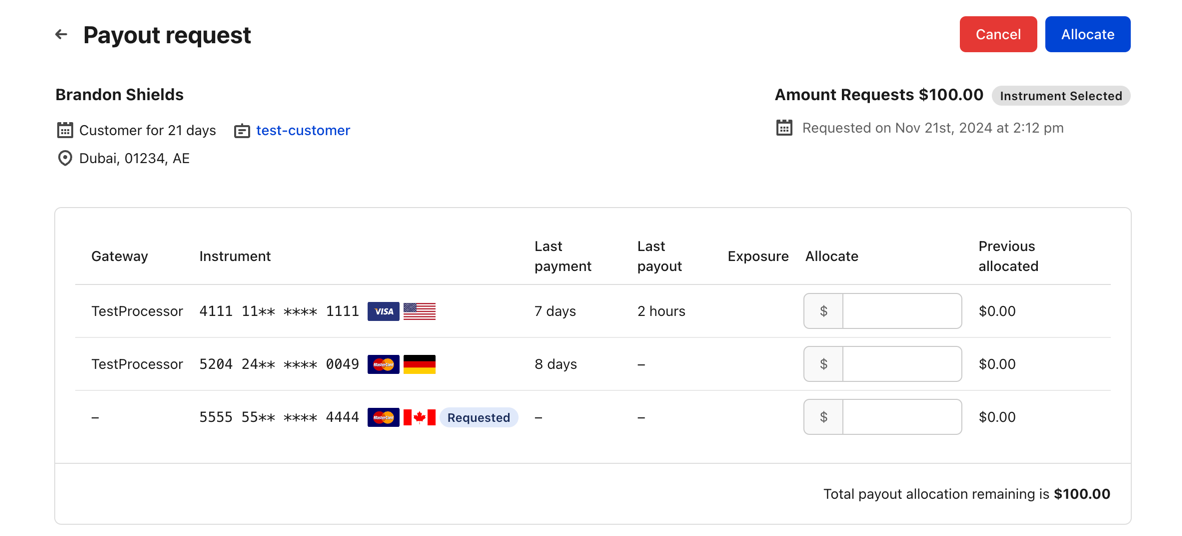 Payout request
Cancel
Allocate
Brandon Shields
Amount Requests $100.00 Instrument Selected
Customer for 21 days test-customer
Requested on Nov 21st, 2024 at 2:12 pm
Dubai, 01234, AE
Gateway Instrument Last payment Last payout Exposure Allocate Previous allocated
TestProcessor 4111 11** **** 1111 VISA 7 days 2 hours $ $0.00
TestProcessor 5204 24** **** 0049 MasterCard 8 days – $ $0.00
– 5555 55** **** 4444 MasterCard Requested – – $ $0.00
Total payout allocation remaining is $100.00